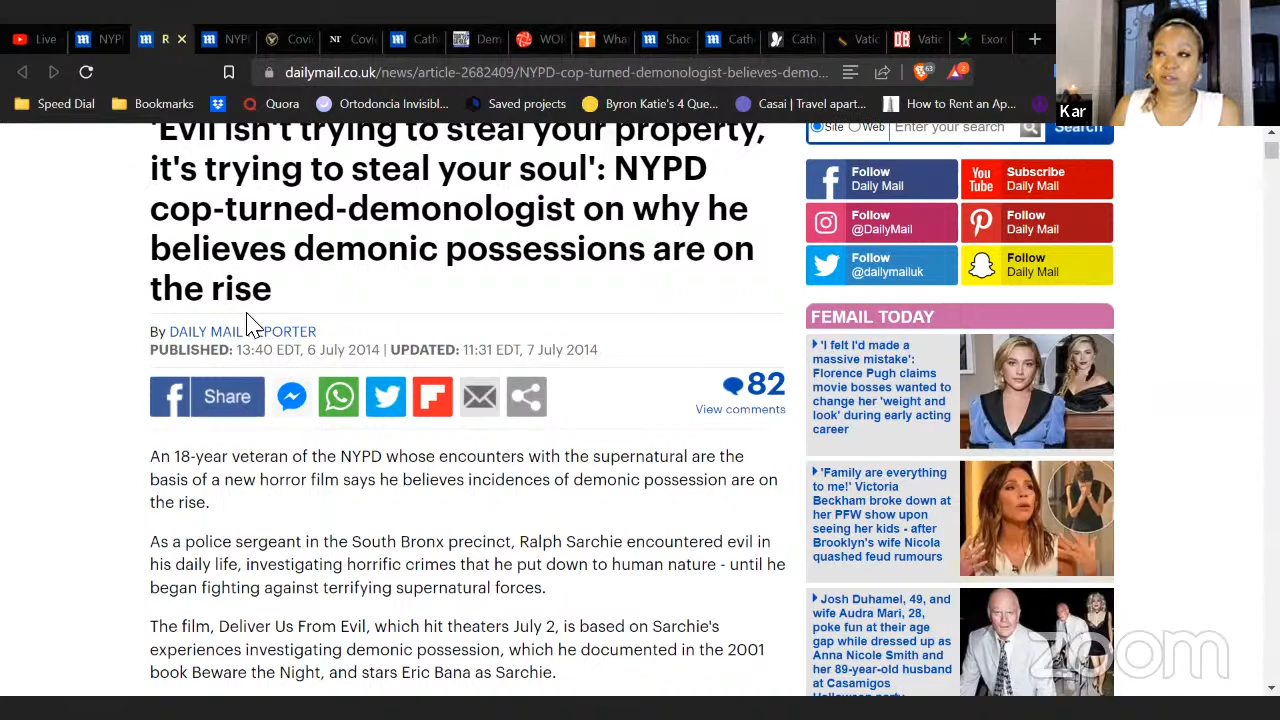 Live
NYPI
R
NYPI
Covi
Covi
Cath
Dem
WOF
Wha
Shoc
Cath
Cath
Vatic
Vatic
Exor
dailymail.co.uk/news/article-2682409/NYPD-cop-turned-demonologist-believes-demo...
63
2
Speed Dial
Bookmarks
Quora
Ortodoncia Invisibl...
Saved projects
Byron Katie's 4 Que...
Casai | Travel apart...
How to Rent an Ap...
Kar
'Evil isn't trying to steal your property,
it's trying to steal your soul': NYPD
cop-turned-demonologist on why he
believes demonic possessions are on
the rise
By DAILY MAIL
PUBLISHED: 13:40 EDT, 6 July 2014 | UPDATED: 11:31 EDT, 7 July 2014
Share
82
View comments
An 18-year veteran of the NYPD whose encounters with the supernatural are the
basis of a new horror film says he believes incidences of demonic possession are on
the rise.
As a police sergeant in the South Bronx precinct, Ralph Sarchie encountered evil in
his daily life, investigating horrific crimes that he put down to human nature - until he
began fighting against terrifying supernatural forces.
The film, Deliver Us From Evil, which hit theaters July 2, is based on Sarchie's
experiences investigating demonic possession, which he documented in the 2001
book Beware the Night, and stars Eric Bana as Sarchie.
Site Web Enter your search Search
Follow
Daily Mail
You
Tube
Subscribe
Daily Mail
Follow
@DailyMail
Follow
Daily Mail
Follow
@dailymailuk
Follow
Daily Mail
FEMAIL TODAY
'I felt I'd made a
massive mistake':
Florence Pugh claims
movie bosses wanted to
change her 'weight and
look' during early acting
career
'Family are everything
to me!' Victoria
Beckham broke down at
her PFW show upon
seeing her kids - after
Brooklyn's wife Nicola
quashed feud rumours
Josh Duhamel, 49, and
wife Audra Mari, 28,
poke fun at their age
gap while dressed up as
Anna Nicole Smith and
her 89-year-old husband
at Casamigos
Halloween party
zoom